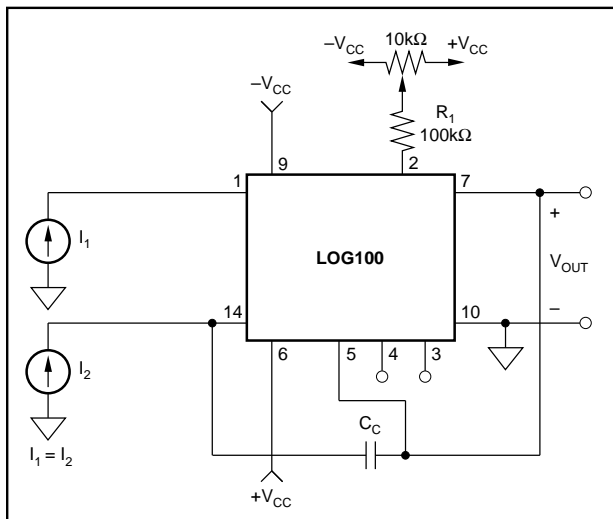 –V_CC 10kΩ +V_CC
–V_CC
R_1
100kΩ
9 2
1 7
I_1
+
LOG100
V_OUT
14 10 –
I_2
6 5 4 3
I_1 = I_2
C_C
+V_CC